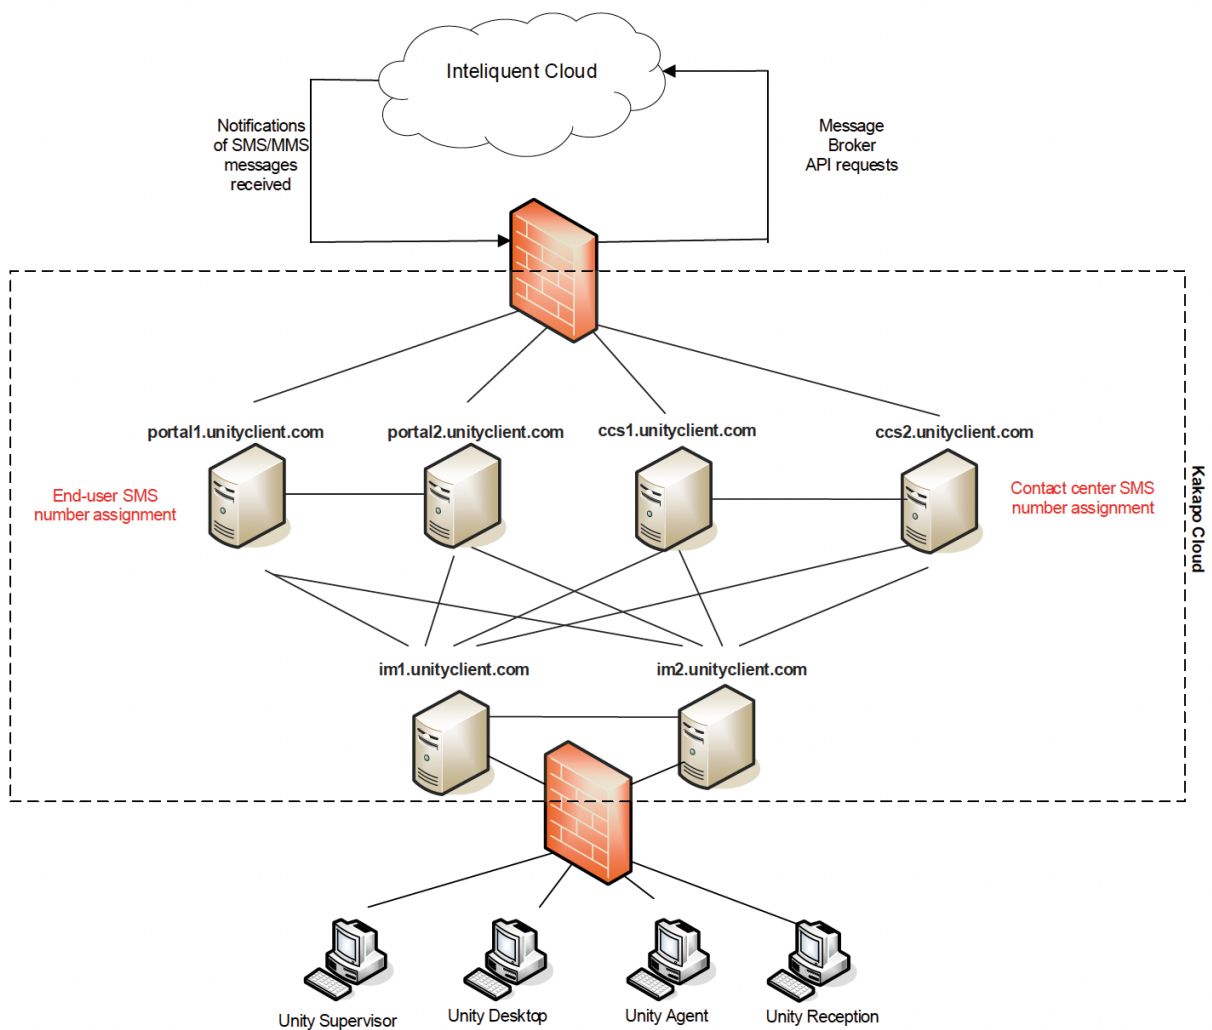 Inteliquent Cloud
Notifications
of SMS/MMS
messages
received
Message
Broker
API requests
portal1.unityclient.com
portal2.unityclient.com
ccs1.unityclient.com
ccs2.unityclient.com
End-user SMS
number assignment
Contact center SMS
number assignment
Kakapo Cloud
im1.unityclient.com
im2.unityclient.com
Unity Supervisor
Unity Desktop
Unity Agent
Unity Reception